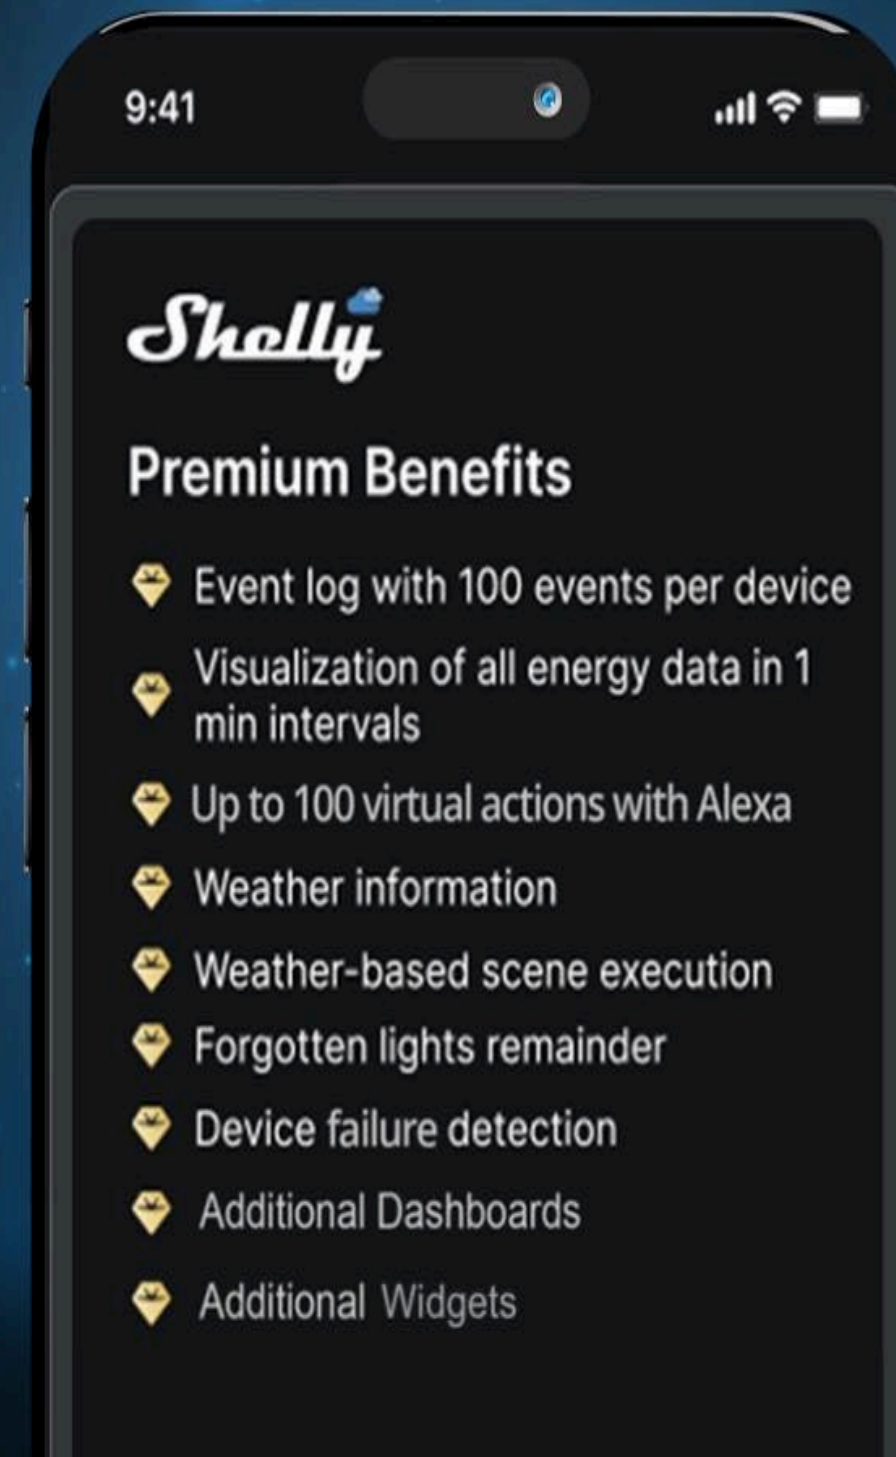 9:41
Shelly
Premium Benefits
Event log with 100 events per device
Visualization of all energy data in 1
min intervals
Up to 100 virtual actions with Alexa
Weather information
Weather-based scene execution
Forgotten lights remainder
Device failure detection
Additional Dashboards
Additional Widgets